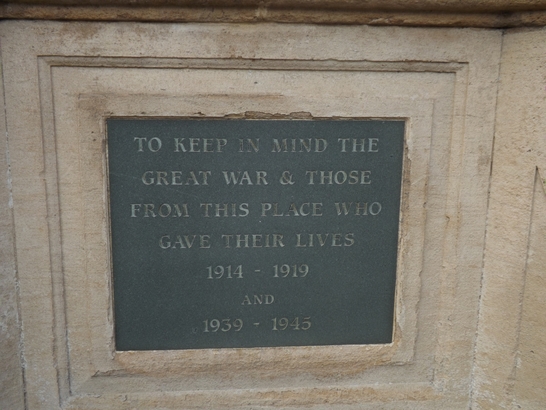 TO KEEP IN MIND THE
GREAT WAR & THOSE
FROM THIS PLACE WHO
GAVE THEIR LIVES
1914 - 1919
AND
1939 - 1945